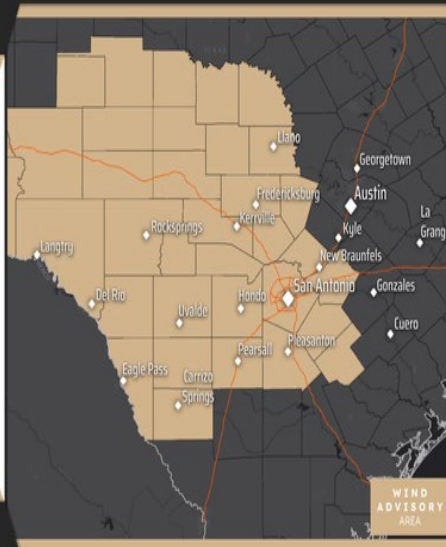 TEXAS
Llano
Georgetown
Austin
Fredericksburg
Kerrville
Kyle
La
Grang
Rocksprings
New Braunfels
Langtry
Del Rio
Uvalde
Hondo
San Antonio
Gonzales
Cuero
Pearsall
Pleasanton
Eagle Pass
Carrizo
Springs
WIND
ADVISORY
AREA